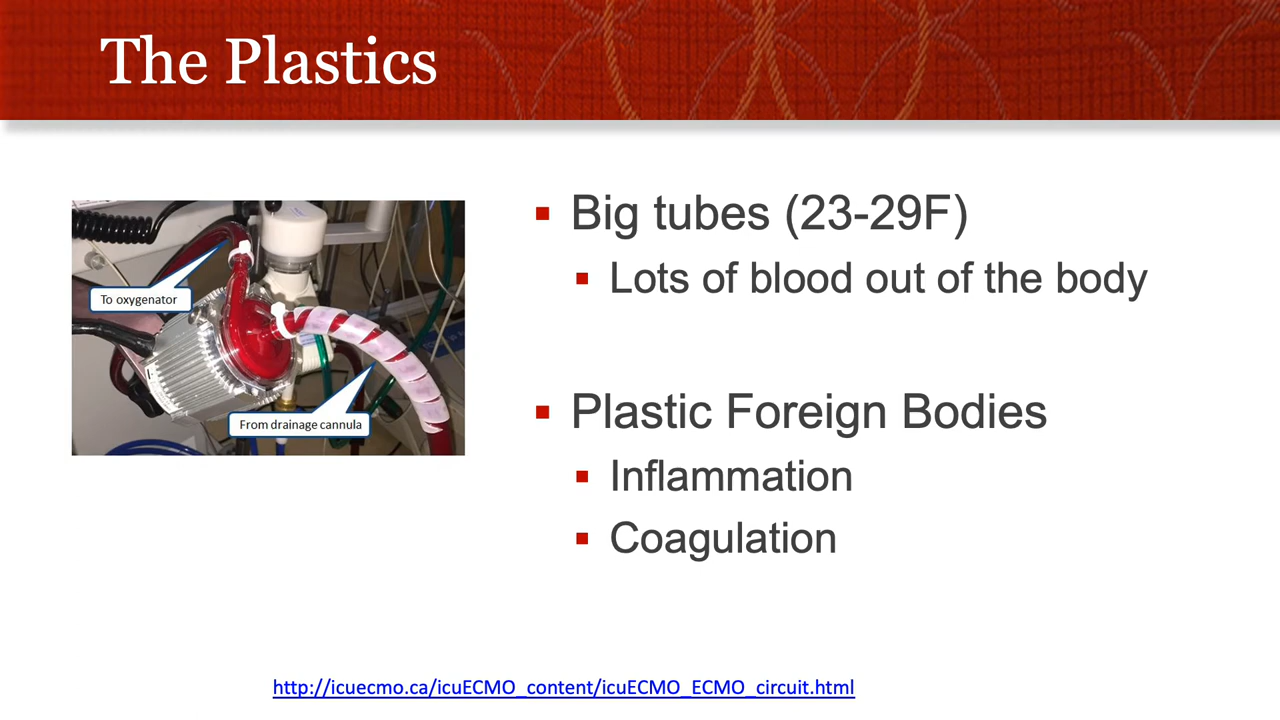 The Plastics
To oxygenator
From drainage cannula
Big tubes (23-29F)
Lots of blood out of the body
Plastic Foreign Bodies
Inflammation
Coagulation
http://icuecmo.ca/icuECMO_content/icuECMO_ECMO_circuit.html